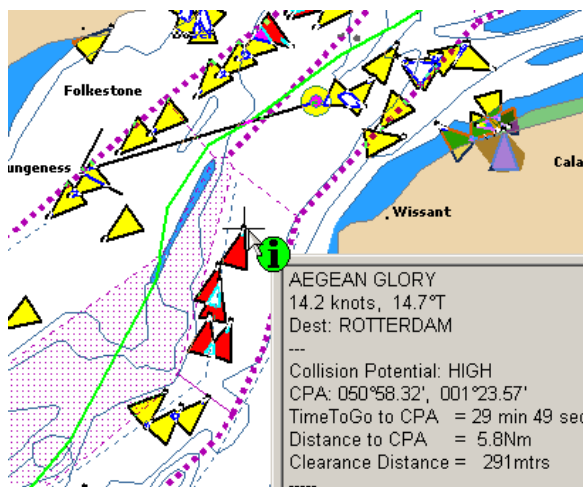 Folkestone
ungeness
Cala
Wissant
i
AEGEAN GLORY
14.2 knots, 14.7°T
Dest: ROTTERDAM
---
Collision Potential: HIGH
CPA: 050°58.32', 001°23.57'
TimeToGo to CPA = 29 min 49 sec
Distance to CPA = 5.8Nm
Clearance Distance = 291mtrs
-----